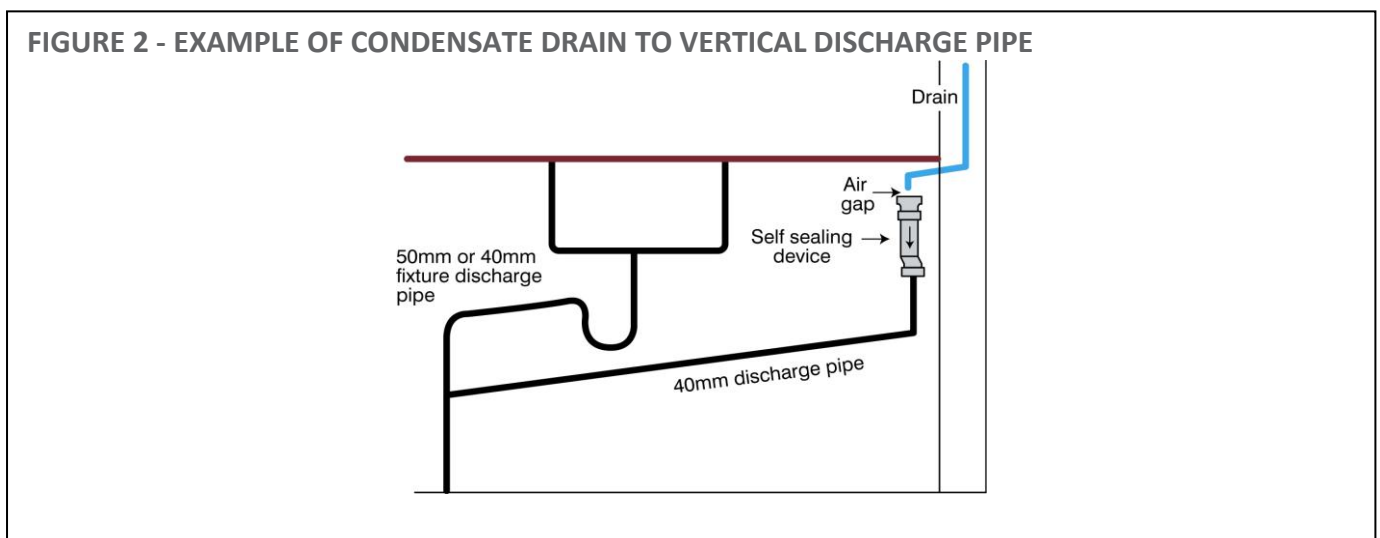 FIGURE 2 - EXAMPLE OF CONDENSATE DRAIN TO VERTICAL DISCHARGE PIPE
Drain
Air
gap
Self sealing
device
50mm or 40mm
fixture discharge
pipe
40mm discharge pipe